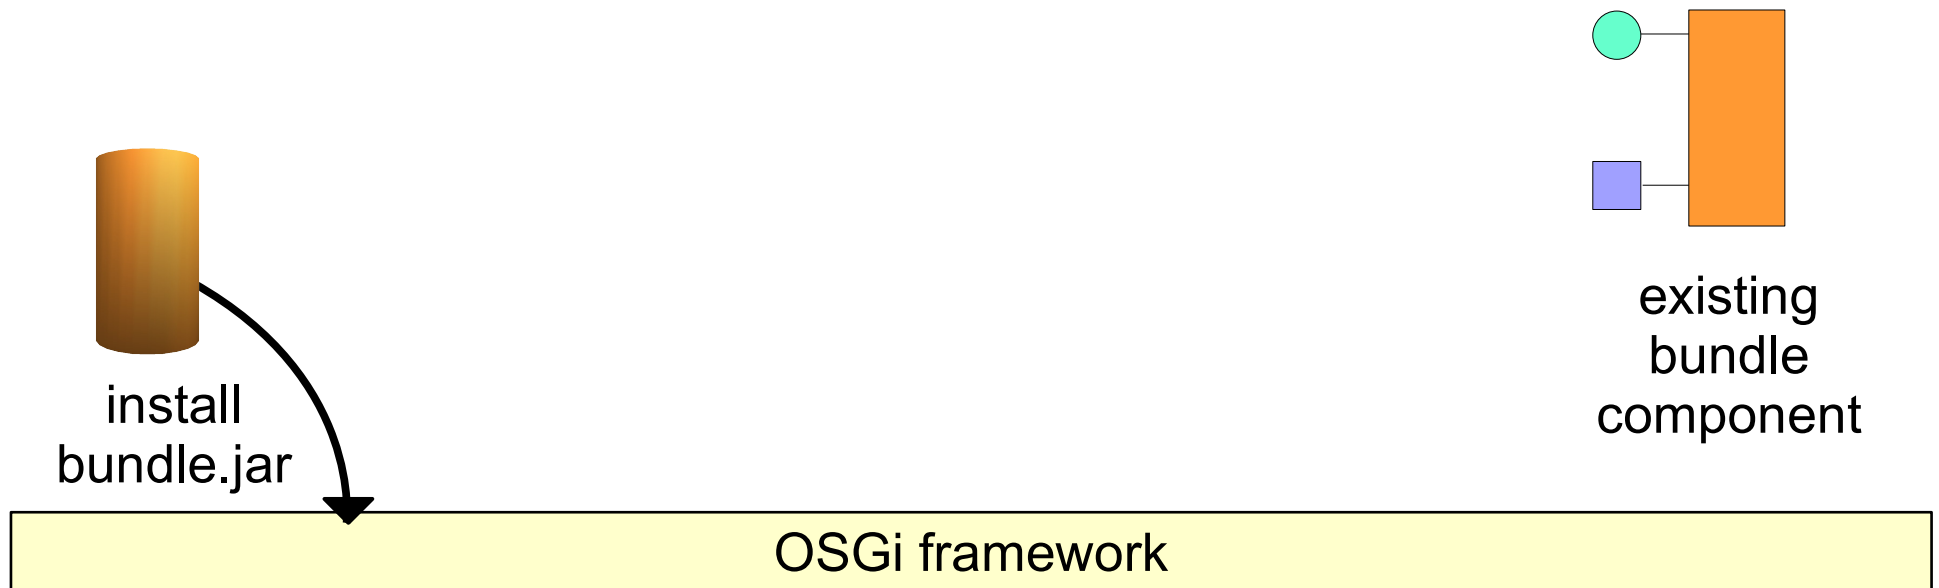 install
bundle.jar
existing
bundle
component
OSGi framework